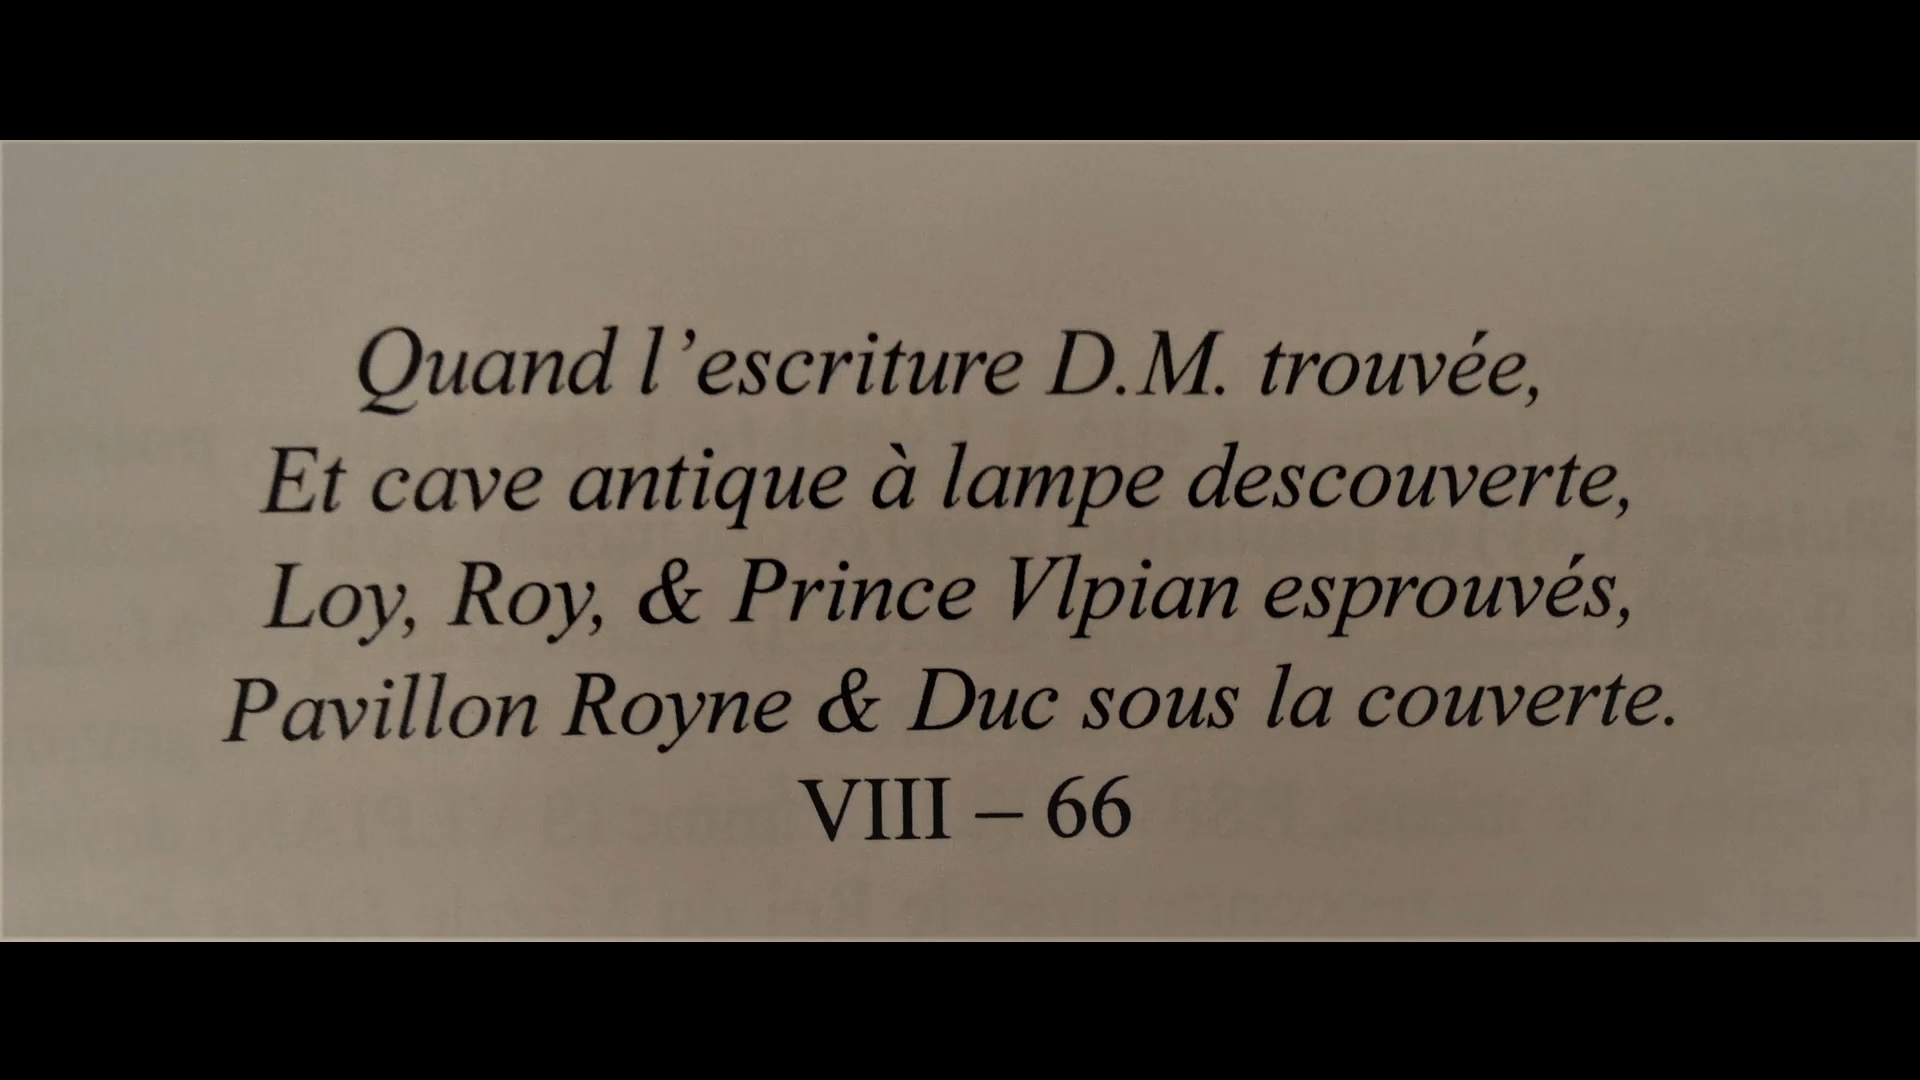 Quand l'escriture D.M. trouvée,
Et cave antique à lampe descouverte,
Loy, Roy, & Prince Vlpian esprouvés,
Pavillon Royne & Duc sous la couverte.
VIII – 66